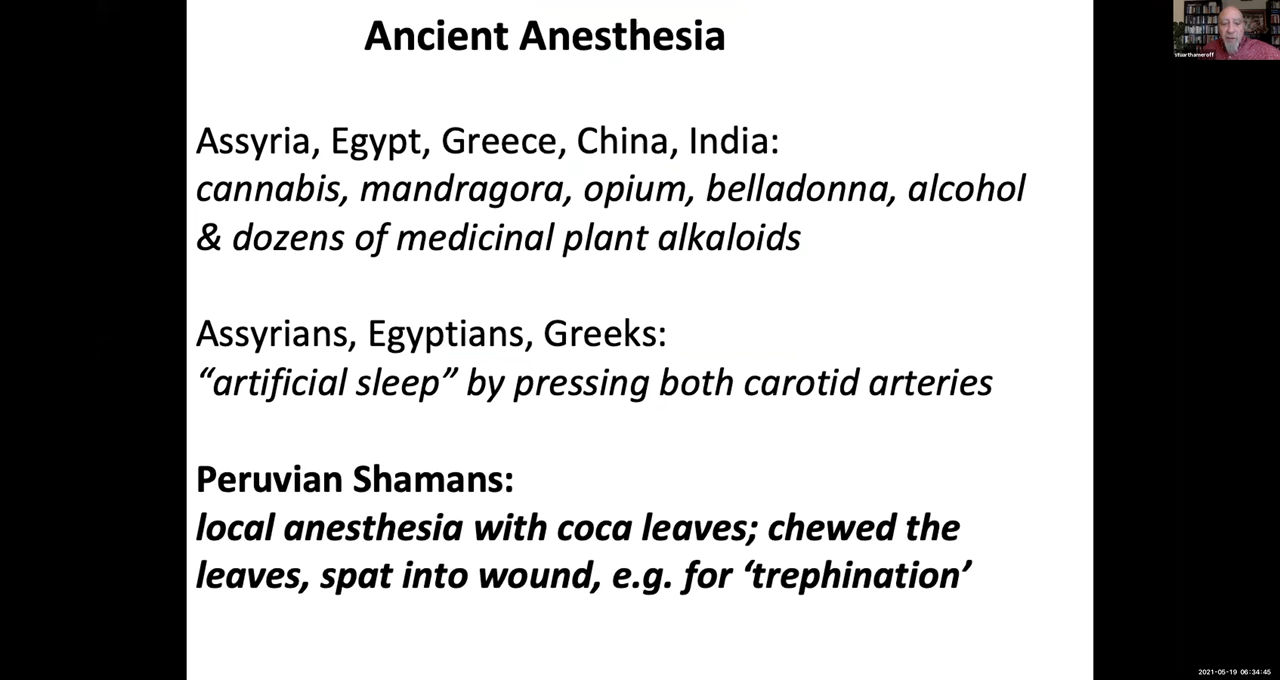 Ancient Anesthesia
stuarthameroff
Assyria, Egypt, Greece, China, India:
cannabis, mandragora, opium, belladonna, alcohol
& dozens of medicinal plant alkaloids
Assyrians, Egyptians, Greeks:
“artificial sleep” by pressing both carotid arteries
Peruvian Shamans:
local anesthesia with coca leaves; chewed the
leaves, spat into wound, e.g. for ‘trephination’
2021-05-19 06:34:45